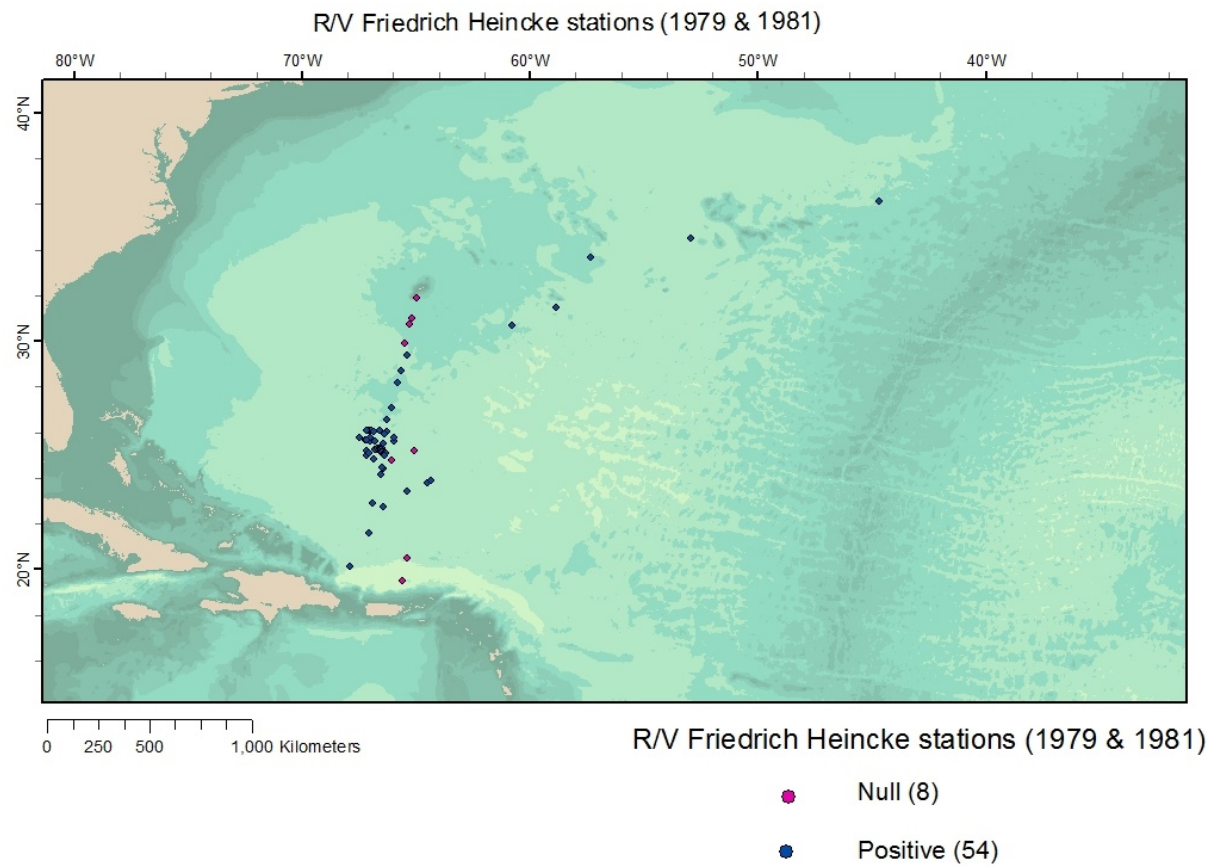 R/V Friedrich Heincke stations (1979 & 1981)
80°W 70°W 60°W 50°W 40°W
40°N
30°N
20°N
0 250 500 1,000 Kilometers
R/V Friedrich Heincke stations (1979 & 1981)
Null (8)
Positive (54)